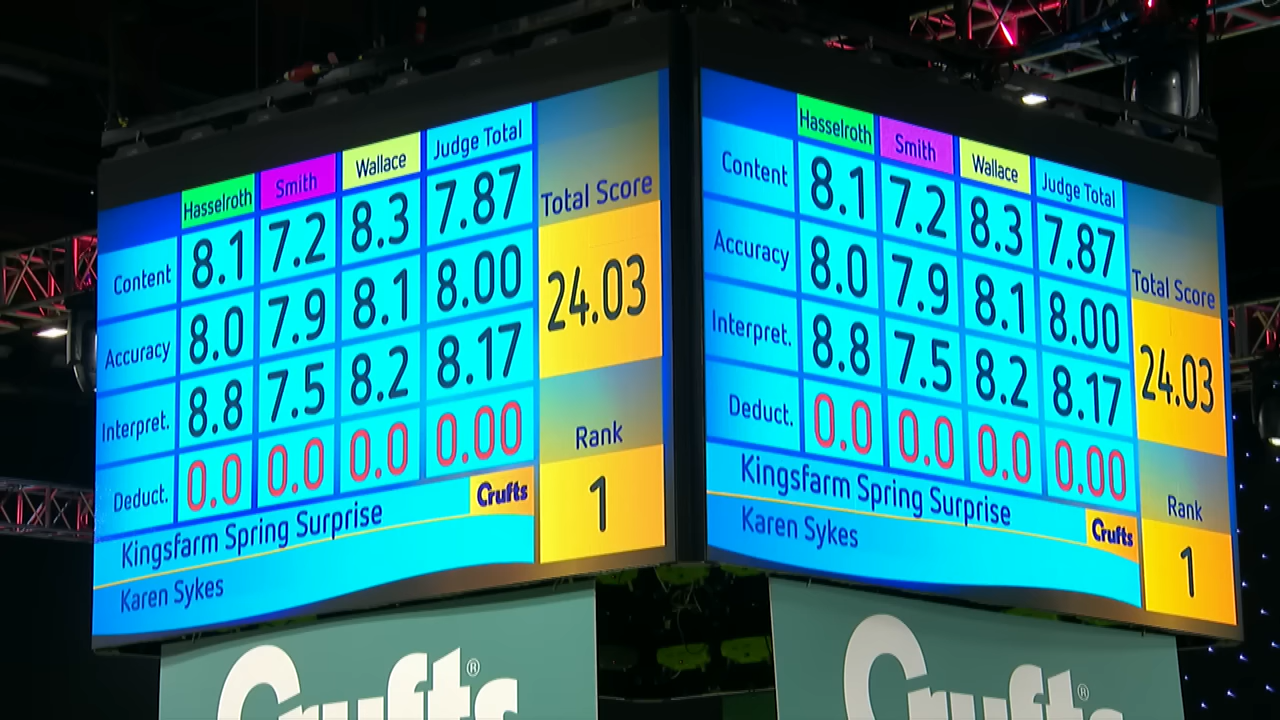 Hasselroth Smith Wallace Judge Total
Content 8.1 7.2 8.3 7.87
Accuracy 8.0 7.9 8.1 8.00
Interpret. 8.8 7.5 8.2 8.17
Deduct. 0.0 0.0 0.0 0.00
Total Score
24.03
Rank
1
Crufts
Kingsfarm Spring Surprise
Karen Sykes
Crufts®
Hasselroth Smith Wallace Judge Total
Content 8.1 7.2 8.3 7.87
Accuracy 8.0 7.9 8.1 8.00
Interpret. 8.8 7.5 8.2 8.17
Deduct. 0.0 0.0 0.0 0.00
Total Score
24.03
Rank
1
Kingsfarm Spring Surprise
Crufts
Karen Sykes
Crufts®